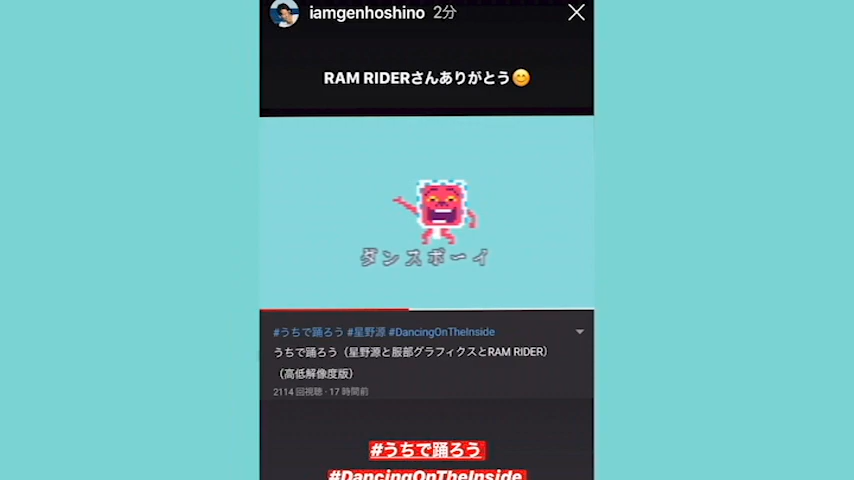 iamgenhoshino 2分
RAM RIDERさんありがとう😊
ダンスボーイ
#うちで踊ろう #星野源 #DancingOnTheInside
うちで踊ろう（星野源と服部グラフィクスとRAM RIDER）
（高低解像度版）
2114 回視聴・17 時間前
#うちで踊ろう
#DancingOnTheInside